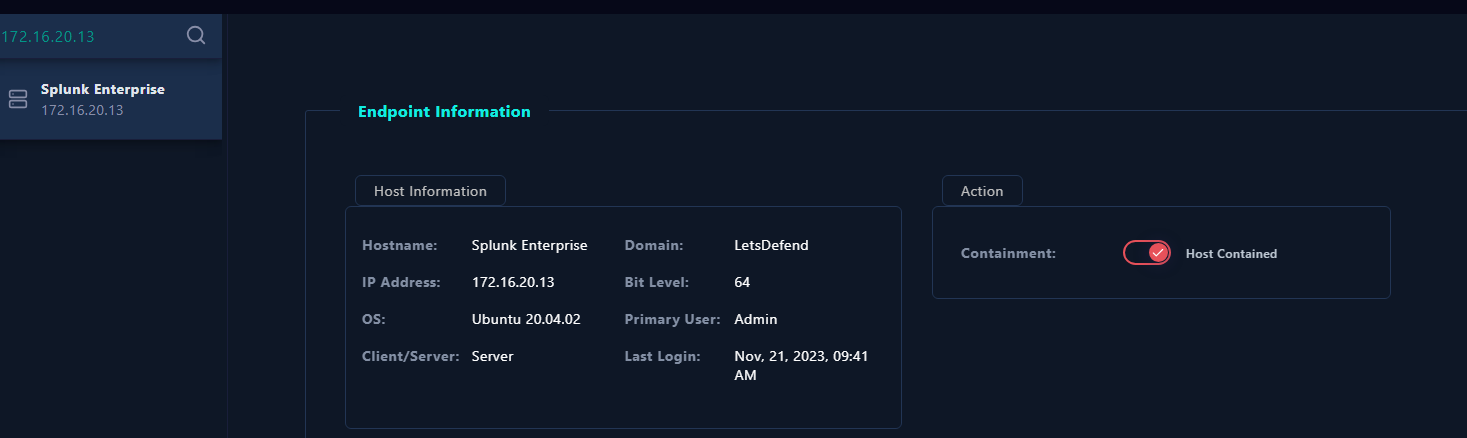 172.16.20.13
Splunk Enterprise
172.16.20.13
Endpoint Information
Host Information
Hostname: Splunk Enterprise Domain: LetsDefend
IP Address: 172.16.20.13 Bit Level: 64
OS: Ubuntu 20.04.02 Primary User: Admin
Client/Server: Server Last Login: Nov, 21, 2023, 09:41
AM
Action
Containment: Host Contained